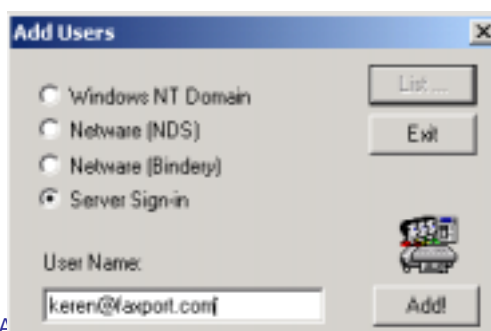 Add Users
List ...
Windows NT Domain
Exit
Netware (NDS)
Netware (Bindery)
Server Sign-in
User Name:
keren@faxport.com
Add!